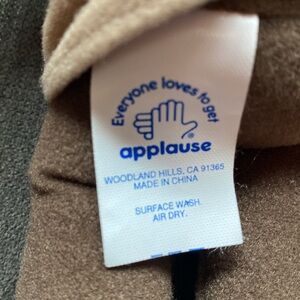 Everyone loves to get
applause
WOODLAND HILLS, CA 91365
MADE IN CHINA
SURFACE WASH.
AIR DRY.